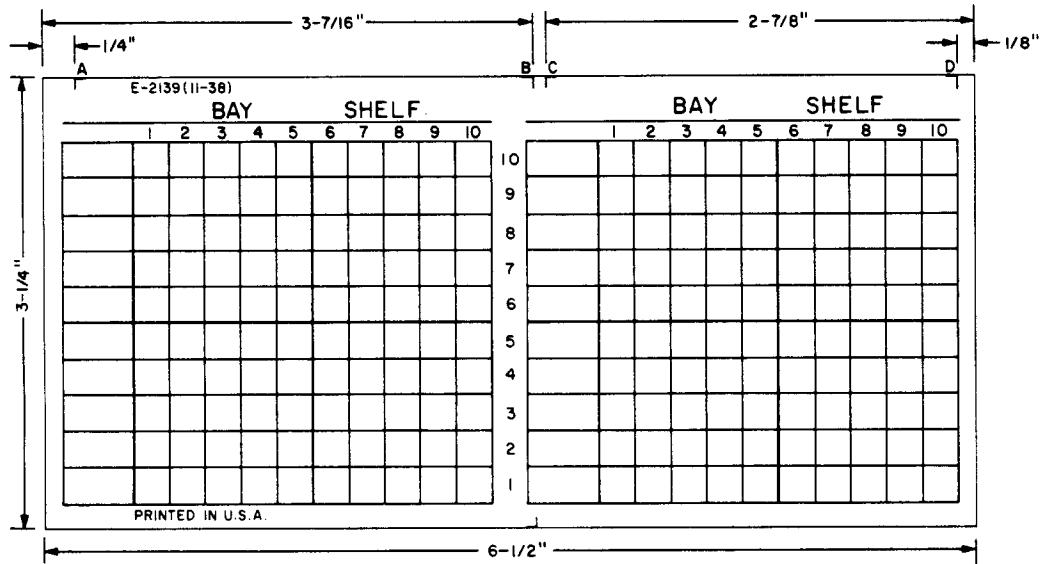 3-7/16" 2-7/8"
1/4" 1/8"
A B C D
E-2139(11-38)
BAY SHELF BAY SHELF
1 2 3 4 5 6 7 8 9 10 1 2 3 4 5 6 7 8 9 10
10
9
8
7
3-1/4"
6
5
4
3
2
1
PRINTED IN U.S.A.
6-1/2"